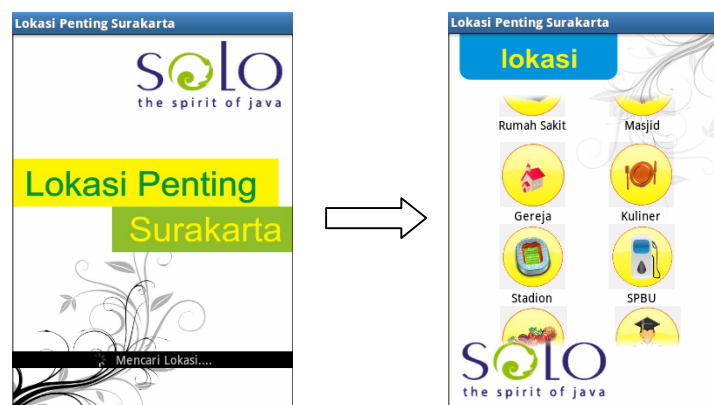 Lokasi Penting Surakarta
SOLO
the spirit of java
Lokasi Penting
Surakarta
Mencari Lokasi....
Lokasi Penting Surakarta
lokasi
Rumah Sakit
Masjid
Gereja
Kuliner
Stadion
SPBU
SOLO
the spirit of java